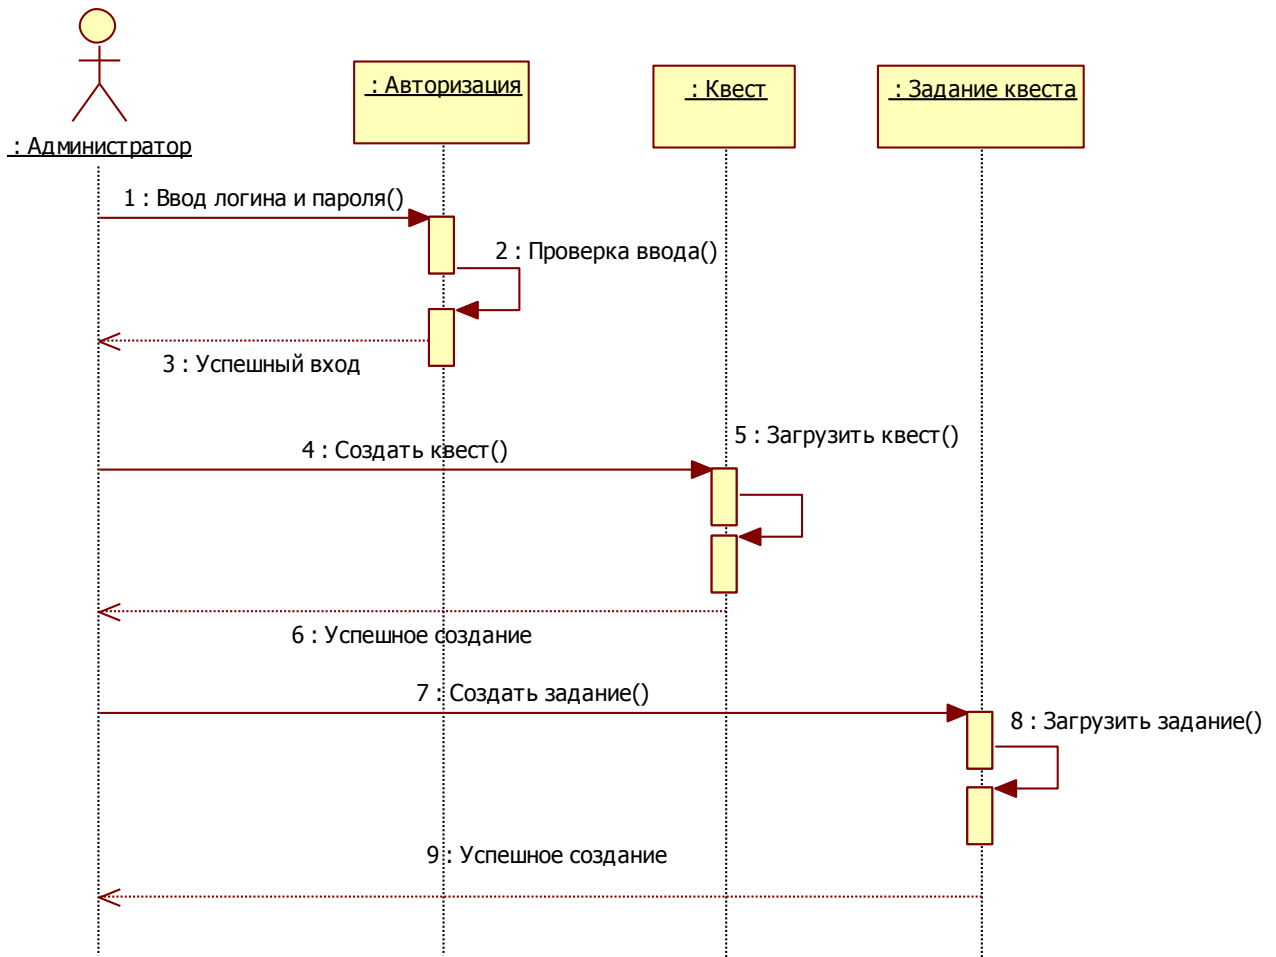 : Авторизация
: Квест
: Задание квеста
: Администратор
1 : Ввод логина и пароля()
2 : Проверка ввода()
3 : Успешный вход
4 : Создать квест()
5 : Загрузить квест()
6 : Успешное создание
7 : Создать задание()
8 : Загрузить задание()
9 : Успешное создание